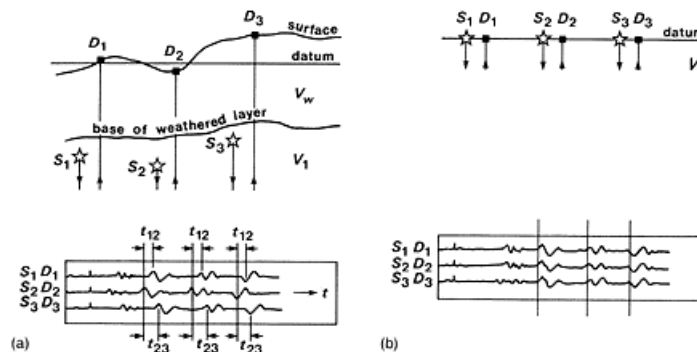 D1 D2 D3 surface
datum
Vw
base of weathered layer
S1 S2 S3 V1
t12 t12 t12
S1 D1
S2 D2
S3 D3
t
t23 t23 t23
(a)
S1 D1 S2 D2 S3 D3
datu
V
S1 D1
S2 D2
S3 D3
(b)